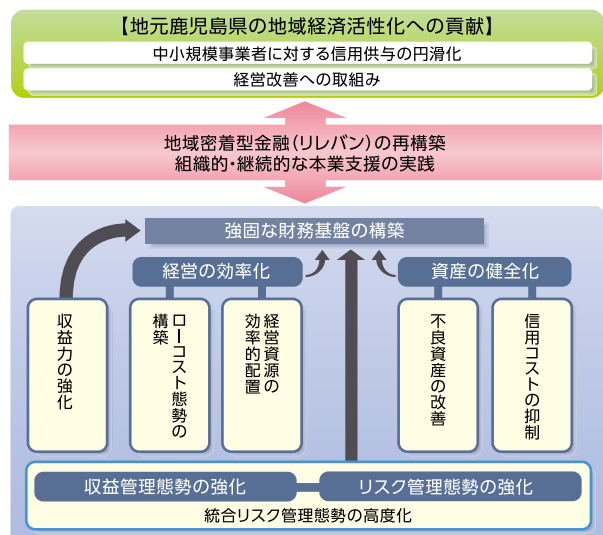 【地元鹿児島県の地域経済活性化への貢献】
中小規模事業者に対する信用供与の円滑化
経営改善への取組み
地域密着型金融(リレバン)の再構築
組織的・継続的な本業支援の実践
強固な財務基盤の構築
経営の効率化
資産の健全化
収益力の強化
ローコスト態勢の
構築
経営資源の
効率的配置
不良資産の改善
信用コストの抑制
収益管理態勢の強化
リスク管理態勢の強化
統合リスク管理態勢の高度化